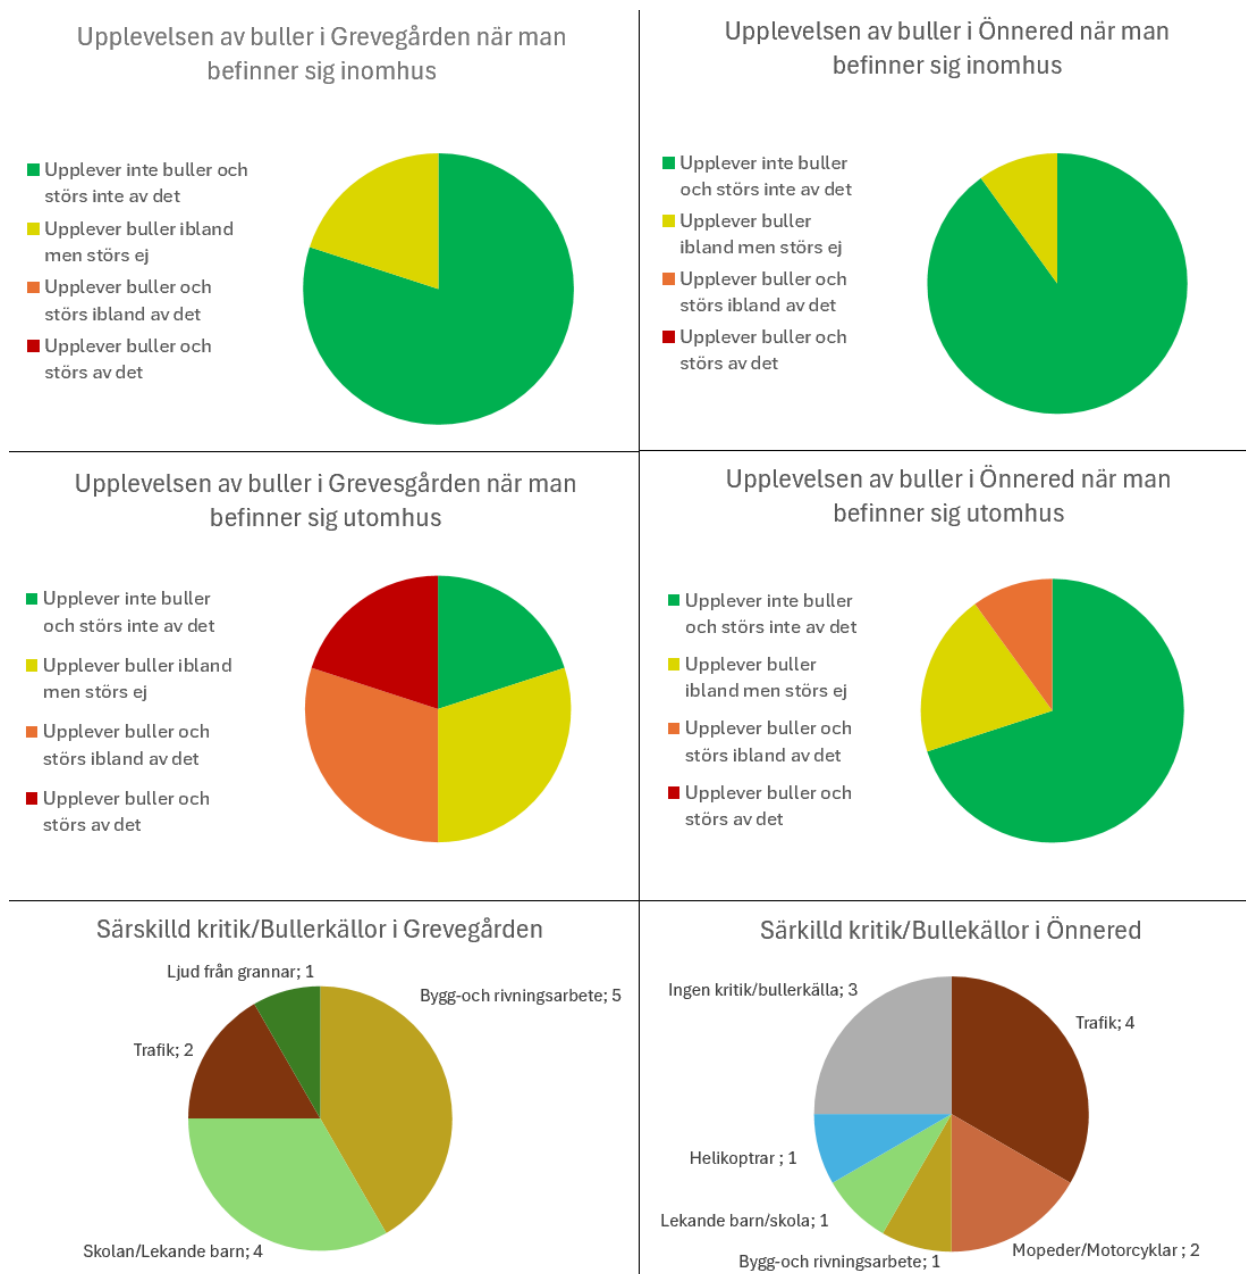 Upplevelsen av buller i Grevegården när man
befinner sig inomhus
Upplever inte buller och
störs inte av det
Upplever buller ibland
men störs ej
Upplever buller och
störs ibland av det
Upplever buller och
störs av det
Upplevelsen av buller i Önnered när man
befinner sig inomhus
Upplever inte buller
och störs inte av det
Upplever buller
ibland men störs ej
Upplever buller och
störs ibland av det
Upplever buller och
störs av det
Upplevelsen av buller i Grevesgården när man
befinner sig utomhus
Upplever inte buller
och störs inte av det
Upplever buller ibland
men störs ej
Upplever buller och
störs ibland av det
Upplever buller och
störs av det
Upplevelsen av buller i Önnered när man
befinner sig utomhus
Upplever inte buller
och störs inte av det
Upplever buller
ibland men störs ej
Upplever buller och
störs ibland av det
Upplever buller och
störs av det
Särskilld kritik/Bullerkällor i Grevegården
Ljud från grannar; 1
Bygg-och rivningsarbete; 5
Trafik; 2
Skolan/Lekande barn; 4
Särkilld kritik/Bullekällor i Önnered
Ingen kritik/bullerkälla; 3
Trafik; 4
Helikoptrar ; 1
Lekande barn/skola; 1
Bygg-och rivningsarbete; 1
Mopeder/Motorcyklar ; 2